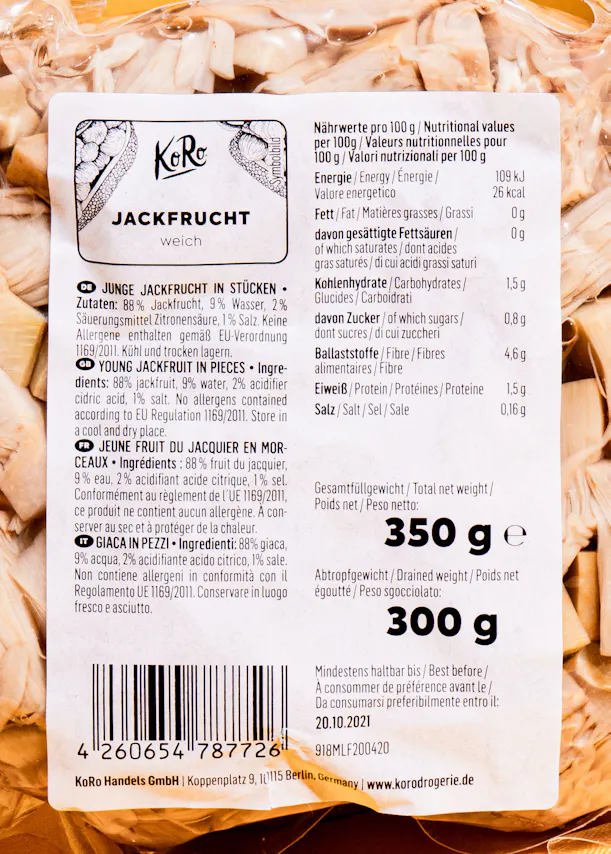 KoRo
Symbolbild
JACKFRUCHT
weich
DE JUNGE JACKFRUCHT IN STÜCKEN •
Zutaten: 88% Jackfrucht, 9% Wasser, 2%
Säuerungsmittel Zitronensäure, 1% Salz. Keine
Allergene enthalten gemäß EU-Verordnung
1169/2011. Kühl und trocken lagern.
GB YOUNG JACKFRUIT IN PIECES • Ingre-
dients: 88% jackfruit, 9% water, 2% acidifier
cidric acid, 1% salt. No allergens contained
according to EU Regulation 1169/2011. Store in
a cool and dry place.
FR JEUNE FRUIT DU JACQUIER EN MOR-
CEAUX • Ingrédients : 88% fruit du jacquier,
9% eau, 2% acidifiant acide citrique, 1% sel.
Conformément au règlement de l'UE 1169/2011,
ce produit ne contient aucun allergène. À con-
server au sec et à protéger de la chaleur.
IT GIACA IN PEZZI • Ingredienti: 88% giaca,
9% acqua, 2% acidifiante acido citrico, 1% sale.
Non contiene allergeni in conformità con il
Regolamento UE 1169/2011. Conservare in luogo
fresco e asciutto.
4 260654 787726
Nährwerte pro 100 g / Nutritional values
per 100g / Valeurs nutritionnelles pour
100 g / Valori nutrizionali per 100 g
Energie / Energy / Énergie / 109 kJ
Valore energetico 26 kcal
Fett / Fat / Matières grasses / Grassi 0 g
davon gesättigte Fettsäuren / 0 g
of which saturates / dont acides
gras saturés / di cui acidi grassi saturi
Kohlenhydrate / Carbohydrates / 1,5 g
Glucides / Carboidrati
davon Zucker / of which sugars / 0,8 g
dont sucres / di cui zuccheri
Ballaststoffe / Fibre / Fibres 4,6 g
alimentaires / Fibre
Eiweiß / Protein / Protéines / Proteine 1,5 g
Salz / Salt / Sel / Sale 0,16 g
Gesamtfüllgewicht / Total net weight /
Poids net / Peso netto:
350 g ℮
Abtropfgewicht / Drained weight / Poids net
égoutté / Peso sgocciolato:
300 g
Mindestens haltbar bis / Best before /
À consommer de préférence avant le /
Da consumarsi preferibilmente entro il:
20.10.2021
918MLF200420
KoRo Handels GmbH | Koppenplatz 9, 10115 Berlin, Germany | www.korodrogerie.de